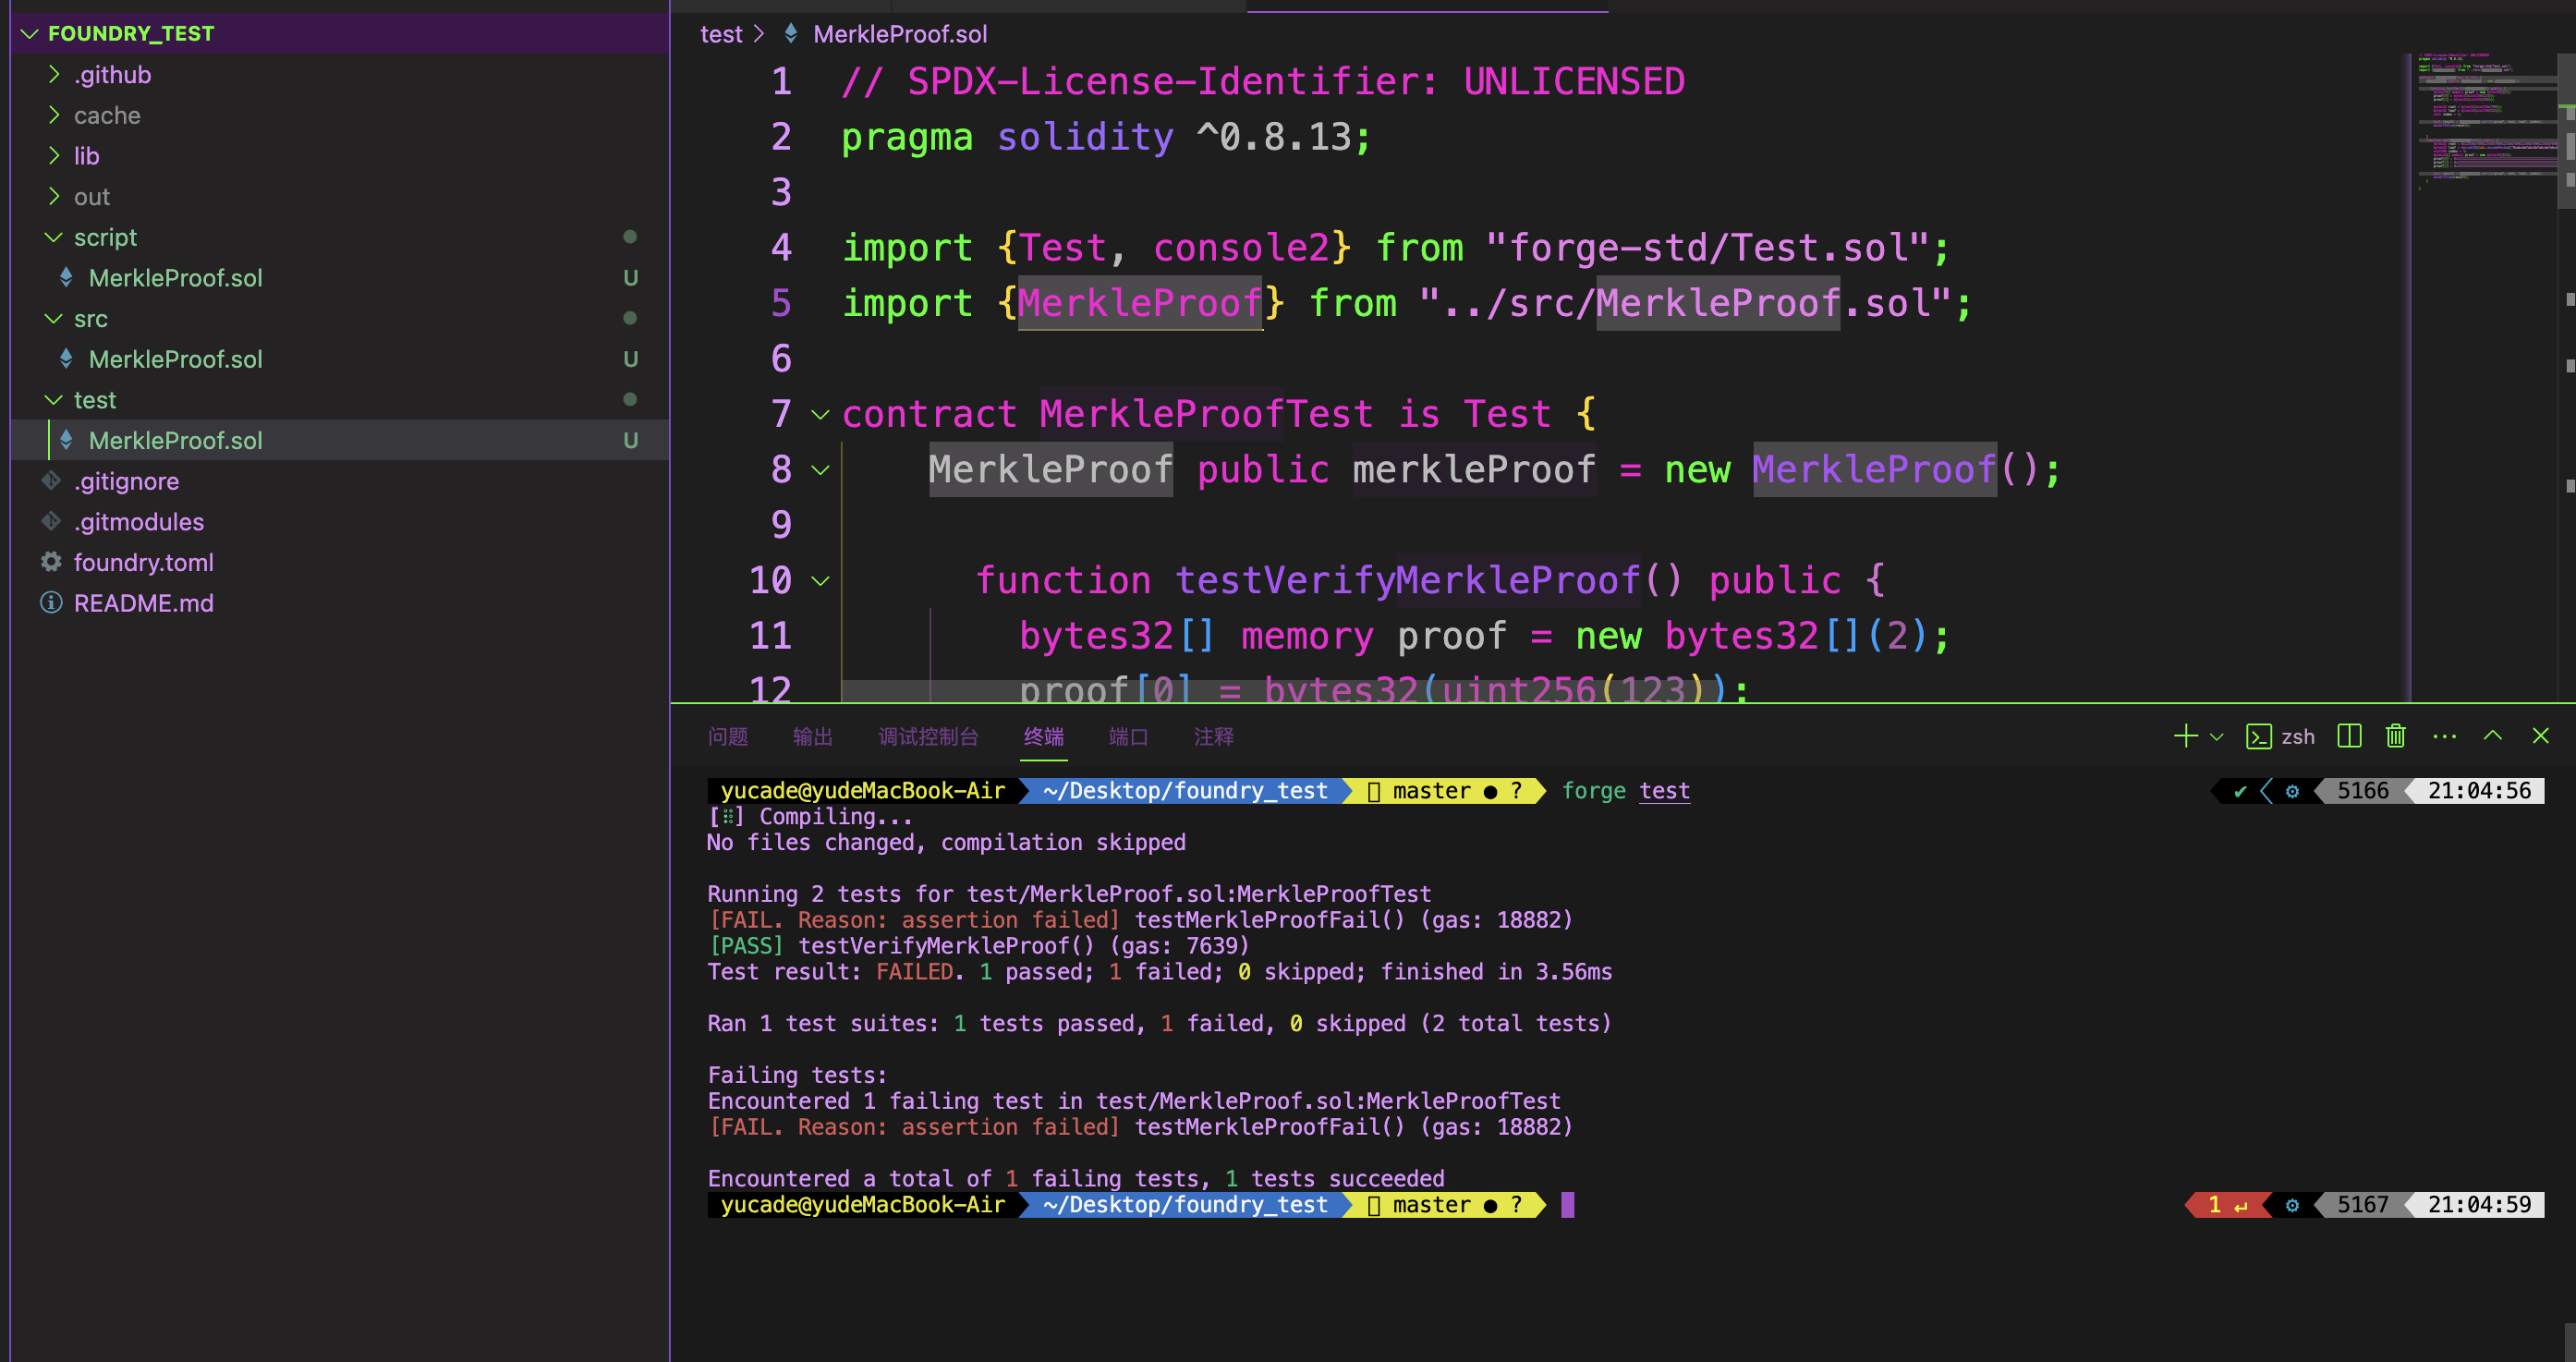 FOUNDRY_TEST
.github
cache
lib
out
script
MerkleProof.sol U
src
MerkleProof.sol U
test
MerkleProof.sol U
.gitignore
.gitmodules
foundry.toml
README.md
test > MerkleProof.sol
1 // SPDX-License-Identifier: UNLICENSED
2 pragma solidity ^0.8.13;
3
4 import {Test, console2} from "forge-std/Test.sol";
5 import {MerkleProof} from "../src/MerkleProof.sol";
6
7 contract MerkleProofTest is Test {
8 MerkleProof public merkleProof = new MerkleProof();
9
10 function testVerifyMerkleProof() public {
11 bytes32[] memory proof = new bytes32[](2);
12 proof[0] = bytes32(uint256(123));
问题 输出 调试控制台 终端 端口 注释 zsh
yucade@yudeMacBook-Air ~/Desktop/foundry_test master ● ? forge test ✔ 5166 21:04:56
[⠿] Compiling...
No files changed, compilation skipped
Running 2 tests for test/MerkleProof.sol:MerkleProofTest
[FAIL. Reason: assertion failed] testMerkleProofFail() (gas: 18882)
[PASS] testVerifyMerkleProof() (gas: 7639)
Test result: FAILED. 1 passed; 1 failed; 0 skipped; finished in 3.56ms
Ran 1 test suites: 1 tests passed, 1 failed, 0 skipped (2 total tests)
Failing tests:
Encountered 1 failing test in test/MerkleProof.sol:MerkleProofTest
[FAIL. Reason: assertion failed] testMerkleProofFail() (gas: 18882)
Encountered a total of 1 failing tests, 1 tests succeeded
yucade@yudeMacBook-Air ~/Desktop/foundry_test master ● ? 1 ↵ 5167 21:04:59